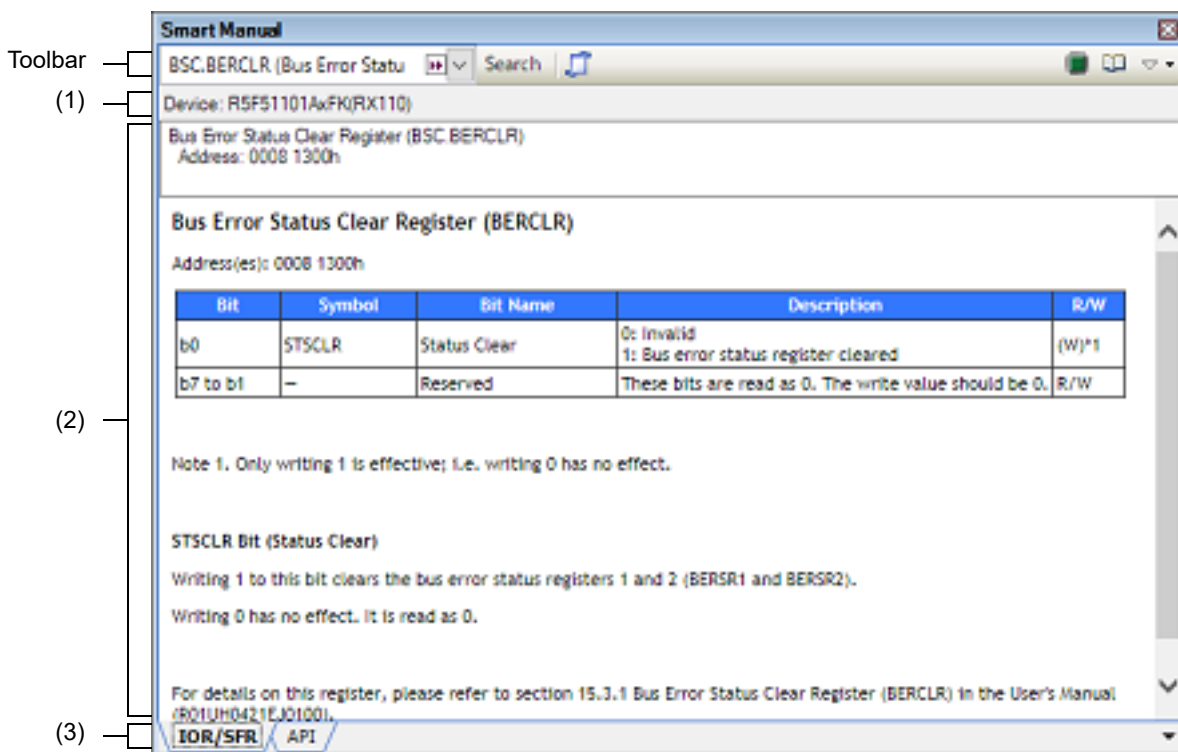 Smart Manual
Toolbar
BSC.BERCLR (Bus Error Statu Search
(1)
Device: R5F51101AxFK(RX110)
Bus Error Status Clear Register (BSC.BERCLR)
Address: 0008 1300h
Bus Error Status Clear Register (BERCLR)
Address(es): 0008 1300h
Bit Symbol Bit Name Description R/W
b0 STSCLR Status Clear 0: Invalid
1: Bus error status register cleared (W)*1
b7 to b1 — Reserved These bits are read as 0. The write value should be 0. R/W
(2)
Note 1. Only writing 1 is effective; i.e. writing 0 has no effect.
STSCLR Bit (Status Clear)
Writing 1 to this bit clears the bus error status registers 1 and 2 (BERSR1 and BERSR2).
Writing 0 has no effect. It is read as 0.
For details on this register, please refer to section 15.3.1 Bus Error Status Clear Register (BERCLR) in the User's Manual
(R01UH0421EJ0100).
(3)
IOR/SFR API